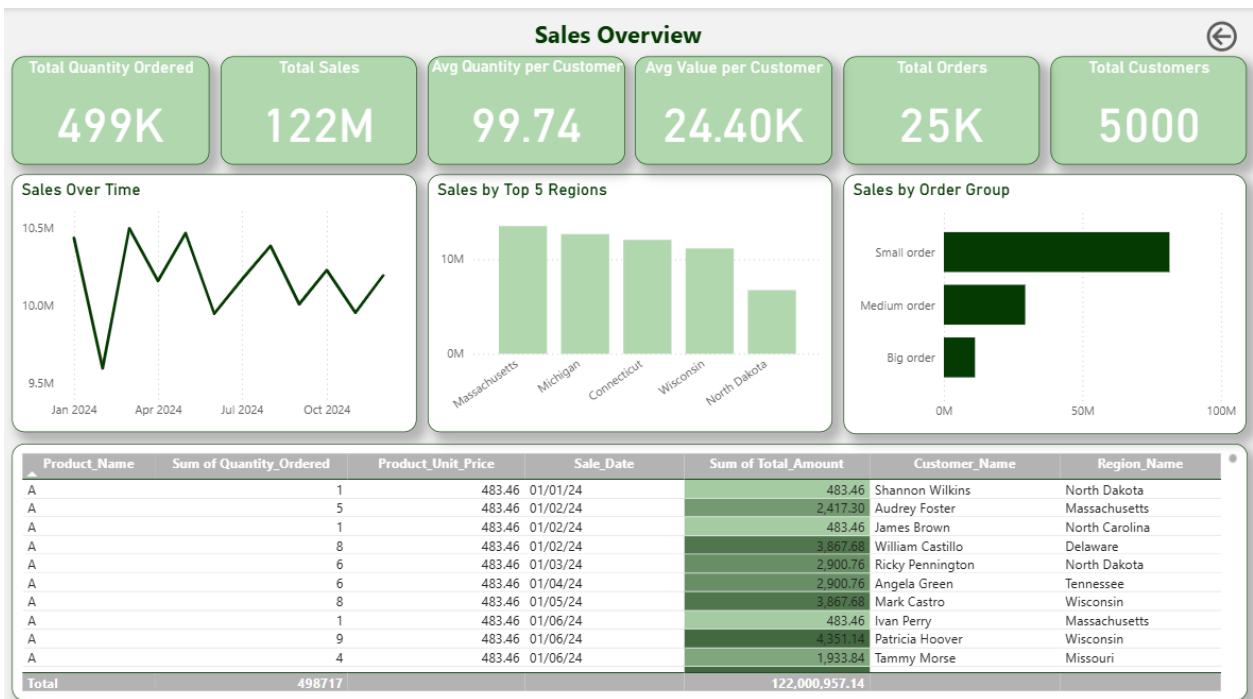 Sales Overview
Total Quantity Ordered
499K
Total Sales
122M
Avg Quantity per Customer
99.74
Avg Value per Customer
24.40K
Total Orders
25K
Total Customers
5000
Sales Over Time
10.5M
10.0M
9.5M
Jan 2024 Apr 2024 Jul 2024 Oct 2024
Sales by Top 5 Regions
10M
0M
Massachusetts Michigan Connecticut Wisconsin North Dakota
Sales by Order Group
Small order
Medium order
Big order
0M 50M 100M
Product_Name Sum of Quantity_Ordered Product_Unit_Price Sale_Date Sum of Total_Amount Customer_Name Region_Name
A 1 483.46 01/01/24 483.46 Shannon Wilkins North Dakota
A 5 483.46 01/02/24 2,417.30 Audrey Foster Massachusetts
A 1 483.46 01/02/24 483.46 James Brown North Carolina
A 8 483.46 01/02/24 3,867.68 William Castillo Delaware
A 6 483.46 01/03/24 2,900.76 Ricky Pennington North Dakota
A 6 483.46 01/04/24 2,900.76 Angela Green Tennessee
A 8 483.46 01/05/24 3,867.68 Mark Castro Wisconsin
A 1 483.46 01/06/24 483.46 Ivan Perry Massachusetts
A 9 483.46 01/06/24 4,351.14 Patricia Hoover Wisconsin
A 4 483.46 01/06/24 1,933.84 Tammy Morse Missouri
Total 498717 122,000,957.14